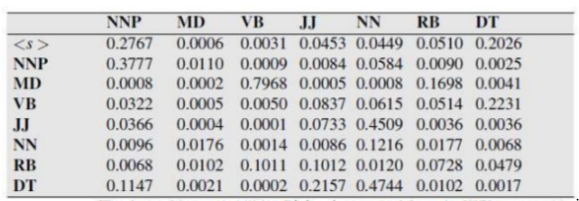 NNP MD VB JJ NN RB DT
<s> 0.2767 0.0006 0.0031 0.0453 0.0449 0.0510 0.2026
NNP 0.3777 0.0110 0.0009 0.0084 0.0584 0.0090 0.0025
MD 0.0008 0.0002 0.7968 0.0005 0.0008 0.1698 0.0041
VB 0.0322 0.0005 0.0050 0.0837 0.0615 0.0514 0.2231
JJ 0.0366 0.0004 0.0001 0.0733 0.4509 0.0036 0.0036
NN 0.0096 0.0176 0.0014 0.0086 0.1216 0.0177 0.0068
RB 0.0068 0.0102 0.1011 0.1012 0.0120 0.0728 0.0479
DT 0.1147 0.0021 0.0002 0.2157 0.4744 0.0102 0.0017